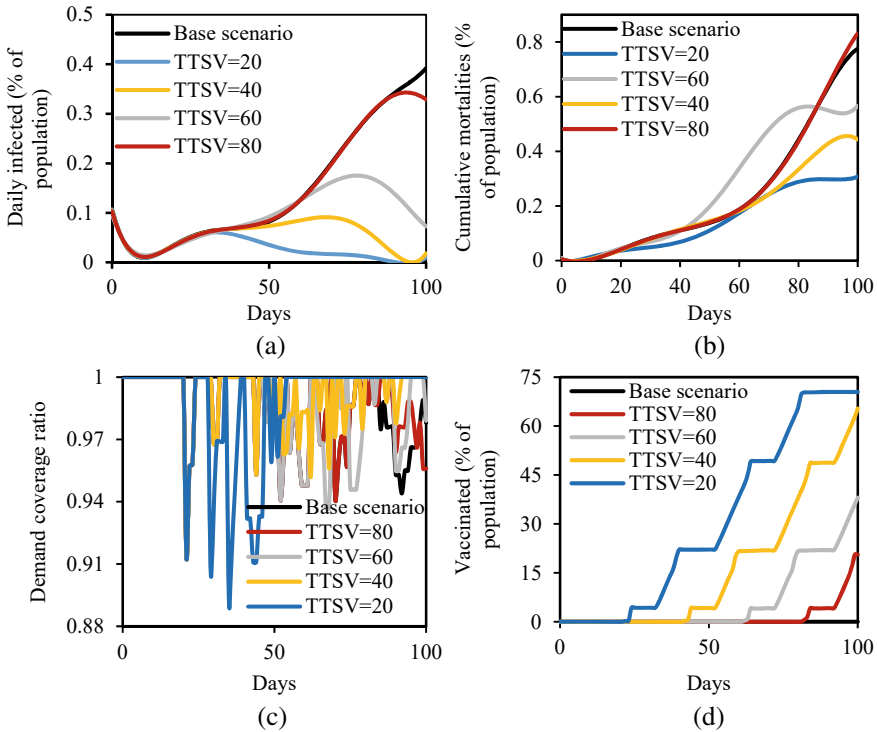 0.5
0.4
0.3
0.2
0.1
0
Daily infected (% of
population)
Base scenario
TTSV=20
TTSV=40
TTSV=60
TTSV=80
0
50
100
Days
(a)
0.8
0.6
0.4
0.2
0
Cumulative mortalities (%
of population)
Base scenario
TTSV=20
TTSV=60
TTSV=40
TTSV=80
0
20
40
60
80
100
Days
(b)
1
0.97
0.94
0.91
0.88
Demand coverage ratio
Base scenario
TTSV=80
TTSV=60
TTSV=40
TTSV=20
0
50
100
Days
(c)
75
60
45
30
15
0
Vaccinated (% of
population)
Base scenario
TTSV=80
TTSV=60
TTSV=40
TTSV=20
0
50
100
Days
(d)